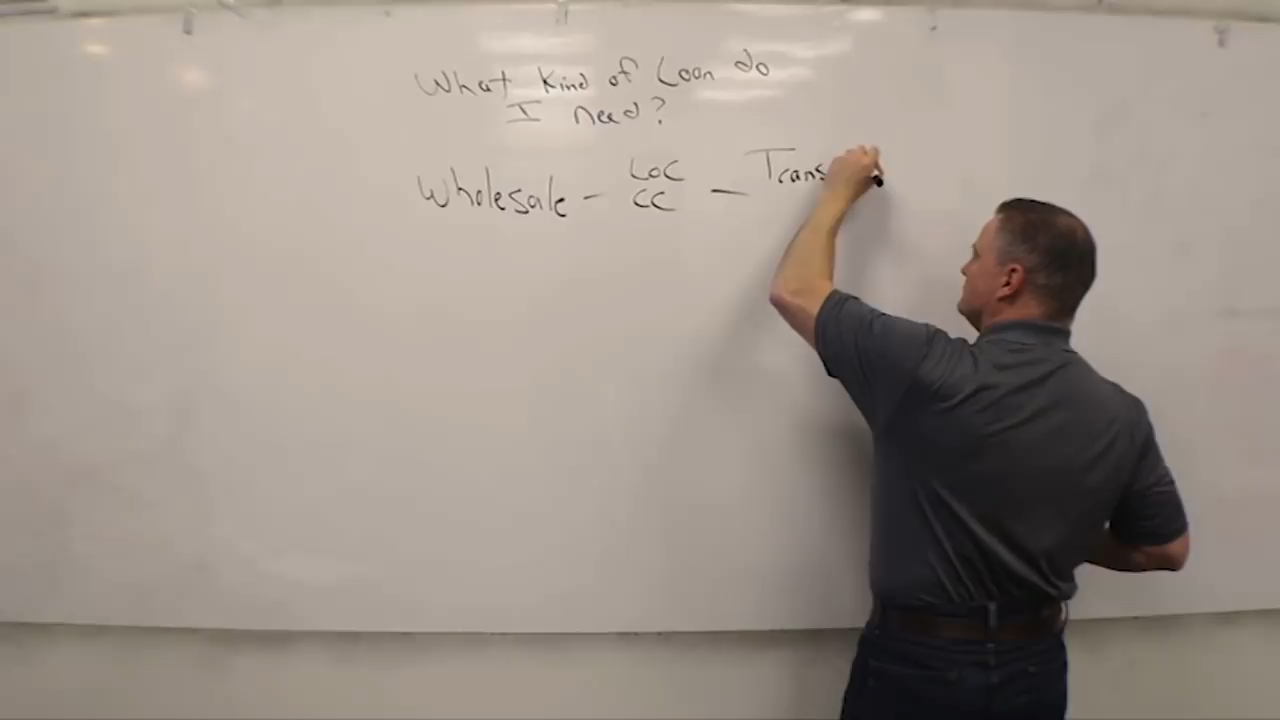 What kind of Loan do
I need?
Wholesale - LOC
CC - Trans